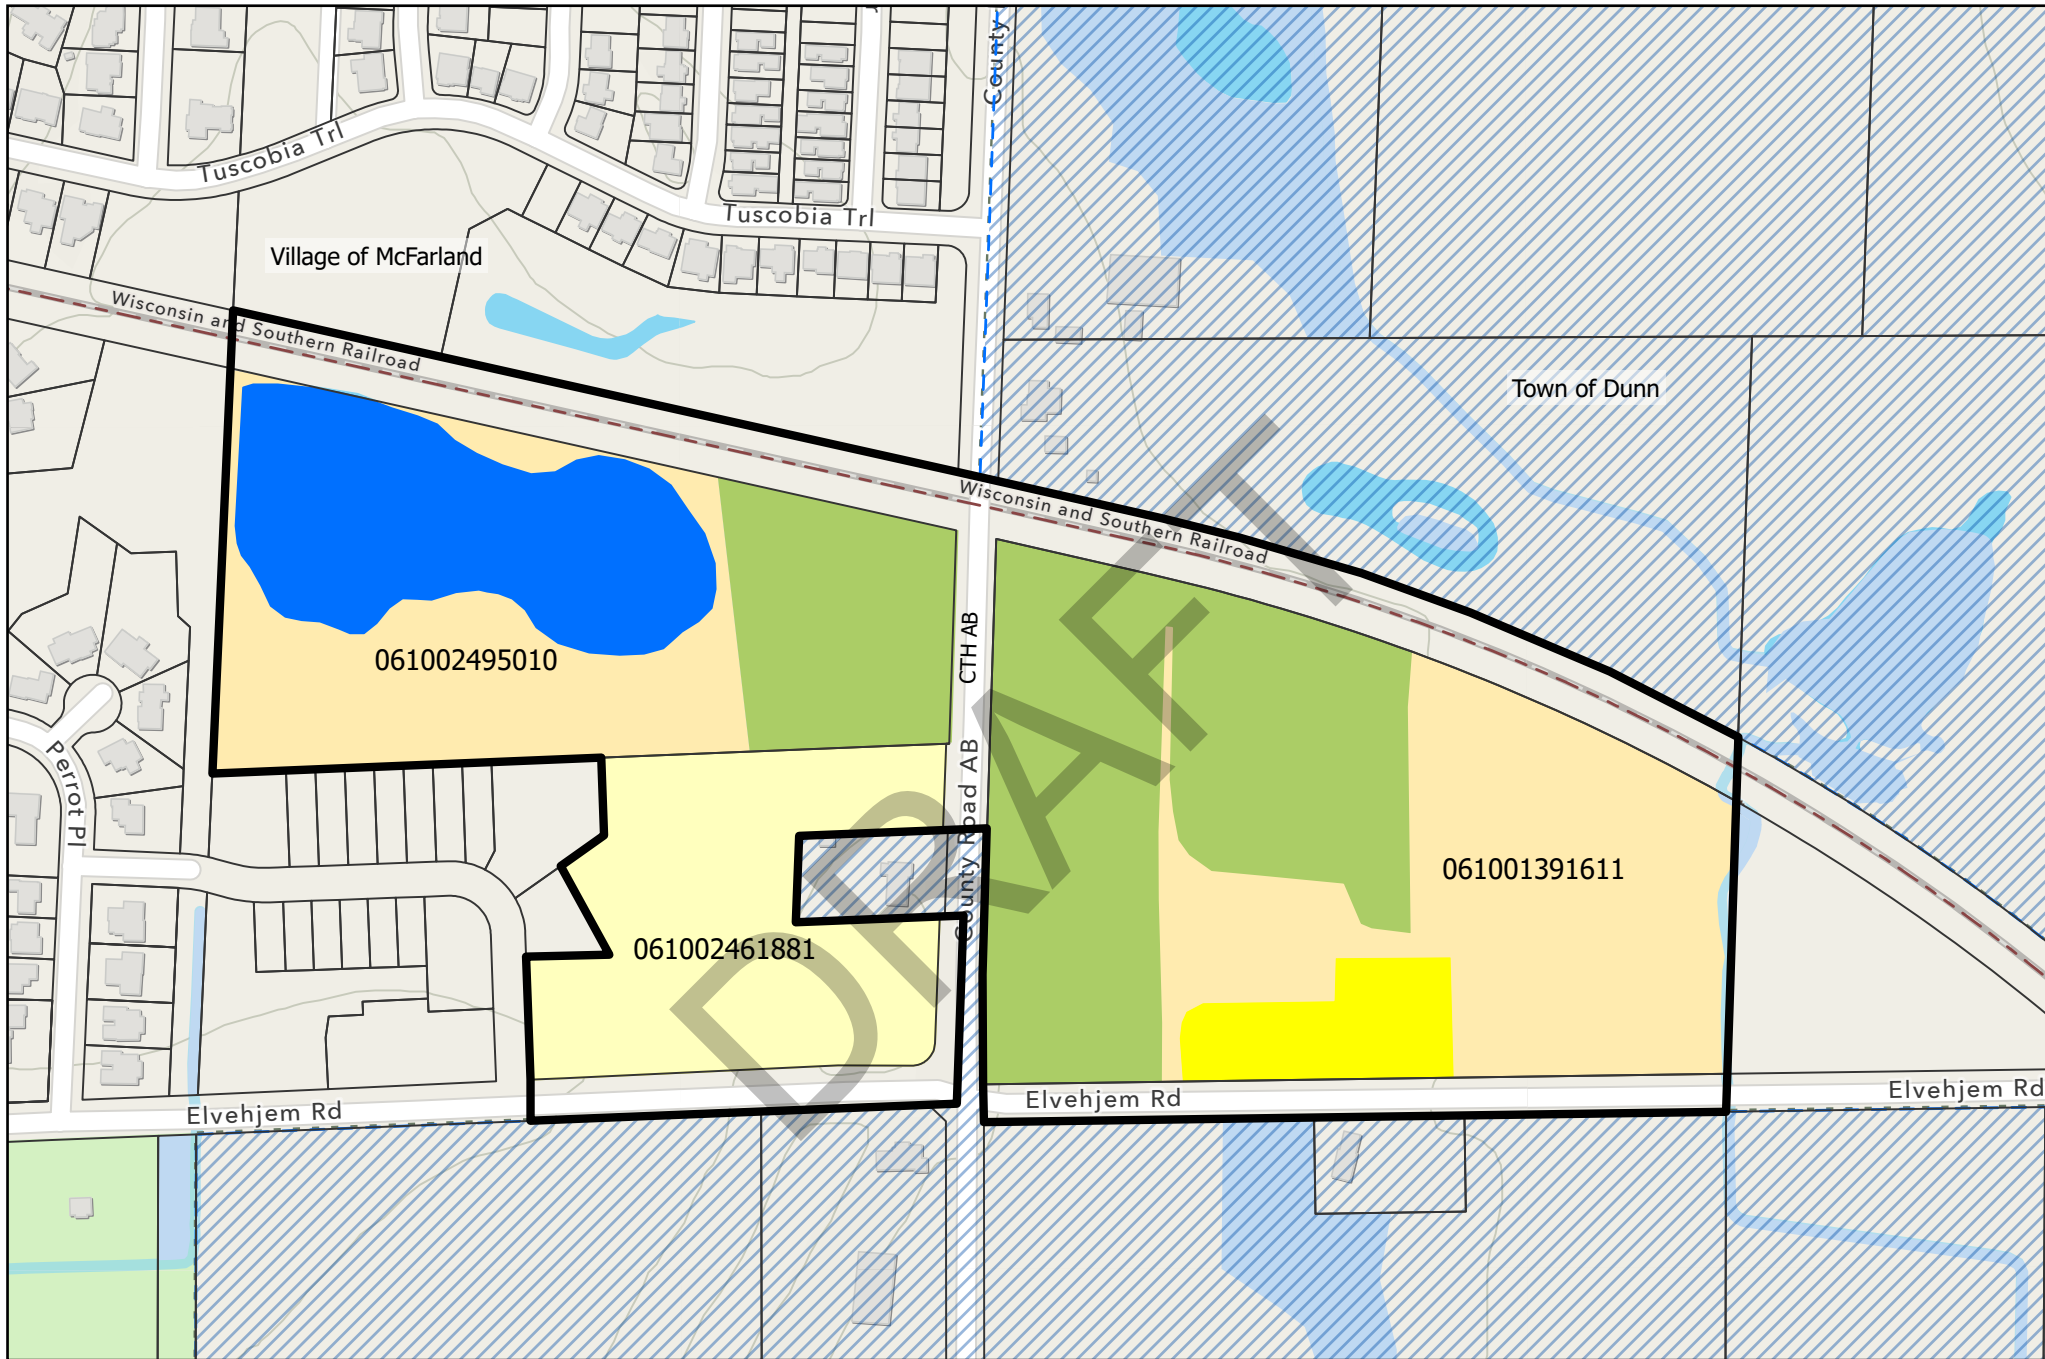 County
Tuscobia Trl
Tuscobia Trl
Village of McFarland
Wisconsin and Southern Railroad
Town of Dunn
Wisconsin and Southern Railroad
CTH AB
061002495010
County Road AB
Perrot Pl
061001391611
061002461881
DRAFT
Elvehjem Rd
Elvehjem Rd
Elvehjem Rd